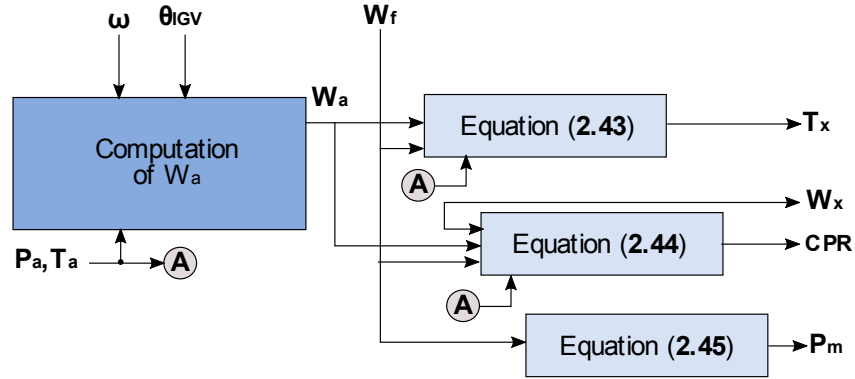 ω
θIGV
Wf
Wa
Computation
of Wa
Equation (2.43)
Tx
A
Wx
Equation (2.44)
CPR
Pa,Ta
A
A
Equation (2.45)
Pm